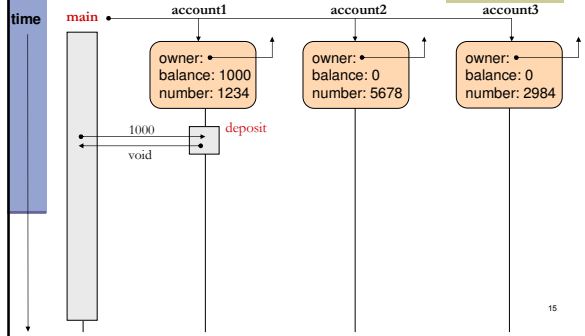 time
main
account1
account2
account3
owner:
balance: 1000
number: 1234
owner:
balance: 0
number: 5678
owner:
balance: 0
number: 2984
1000
deposit
void
15